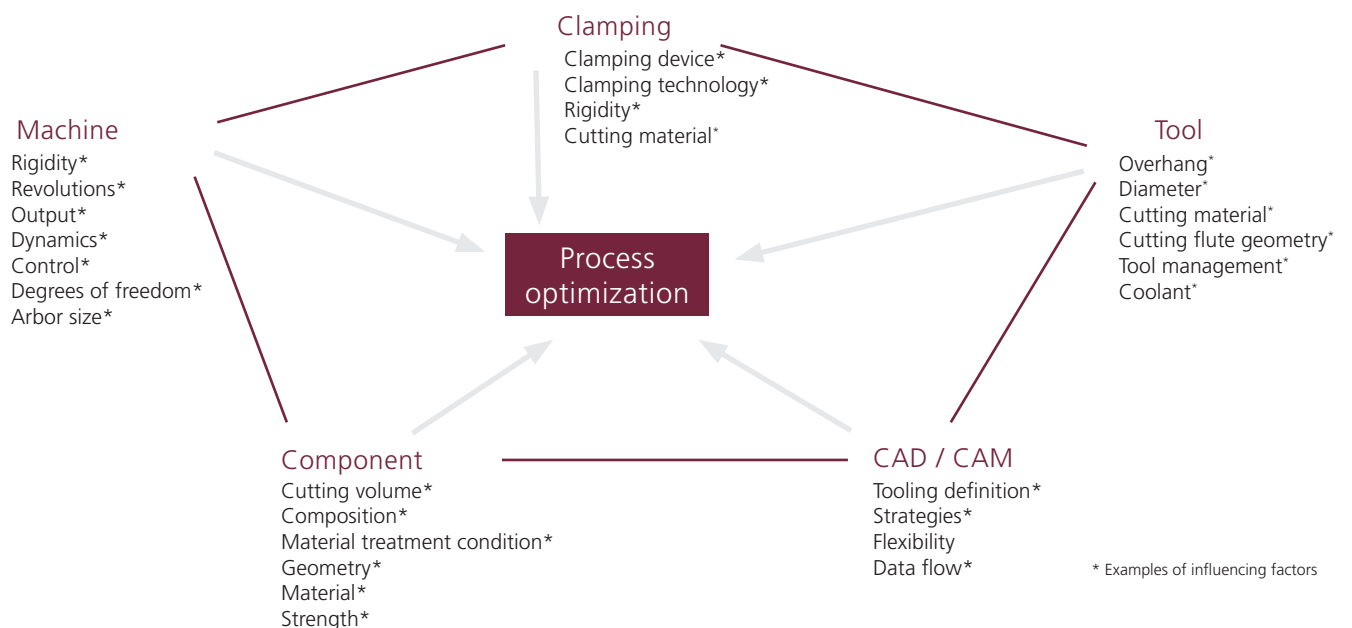 Clamping
Clamping device*
Clamping technology*
Rigidity*
Cutting material*
Machine
Rigidity*
Revolutions*
Output*
Dynamics*
Control*
Degrees of freedom*
Arbor size*
Tool
Overhang*
Diameter*
Cutting material*
Cutting flute geometry*
Tool management*
Coolant*
Process
optimization
Component
Cutting volume*
Composition*
Material treatment condition*
Geometry*
Material*
Strength*
CAD / CAM
Tooling definition*
Strategies*
Flexibility
Data flow*
* Examples of influencing factors